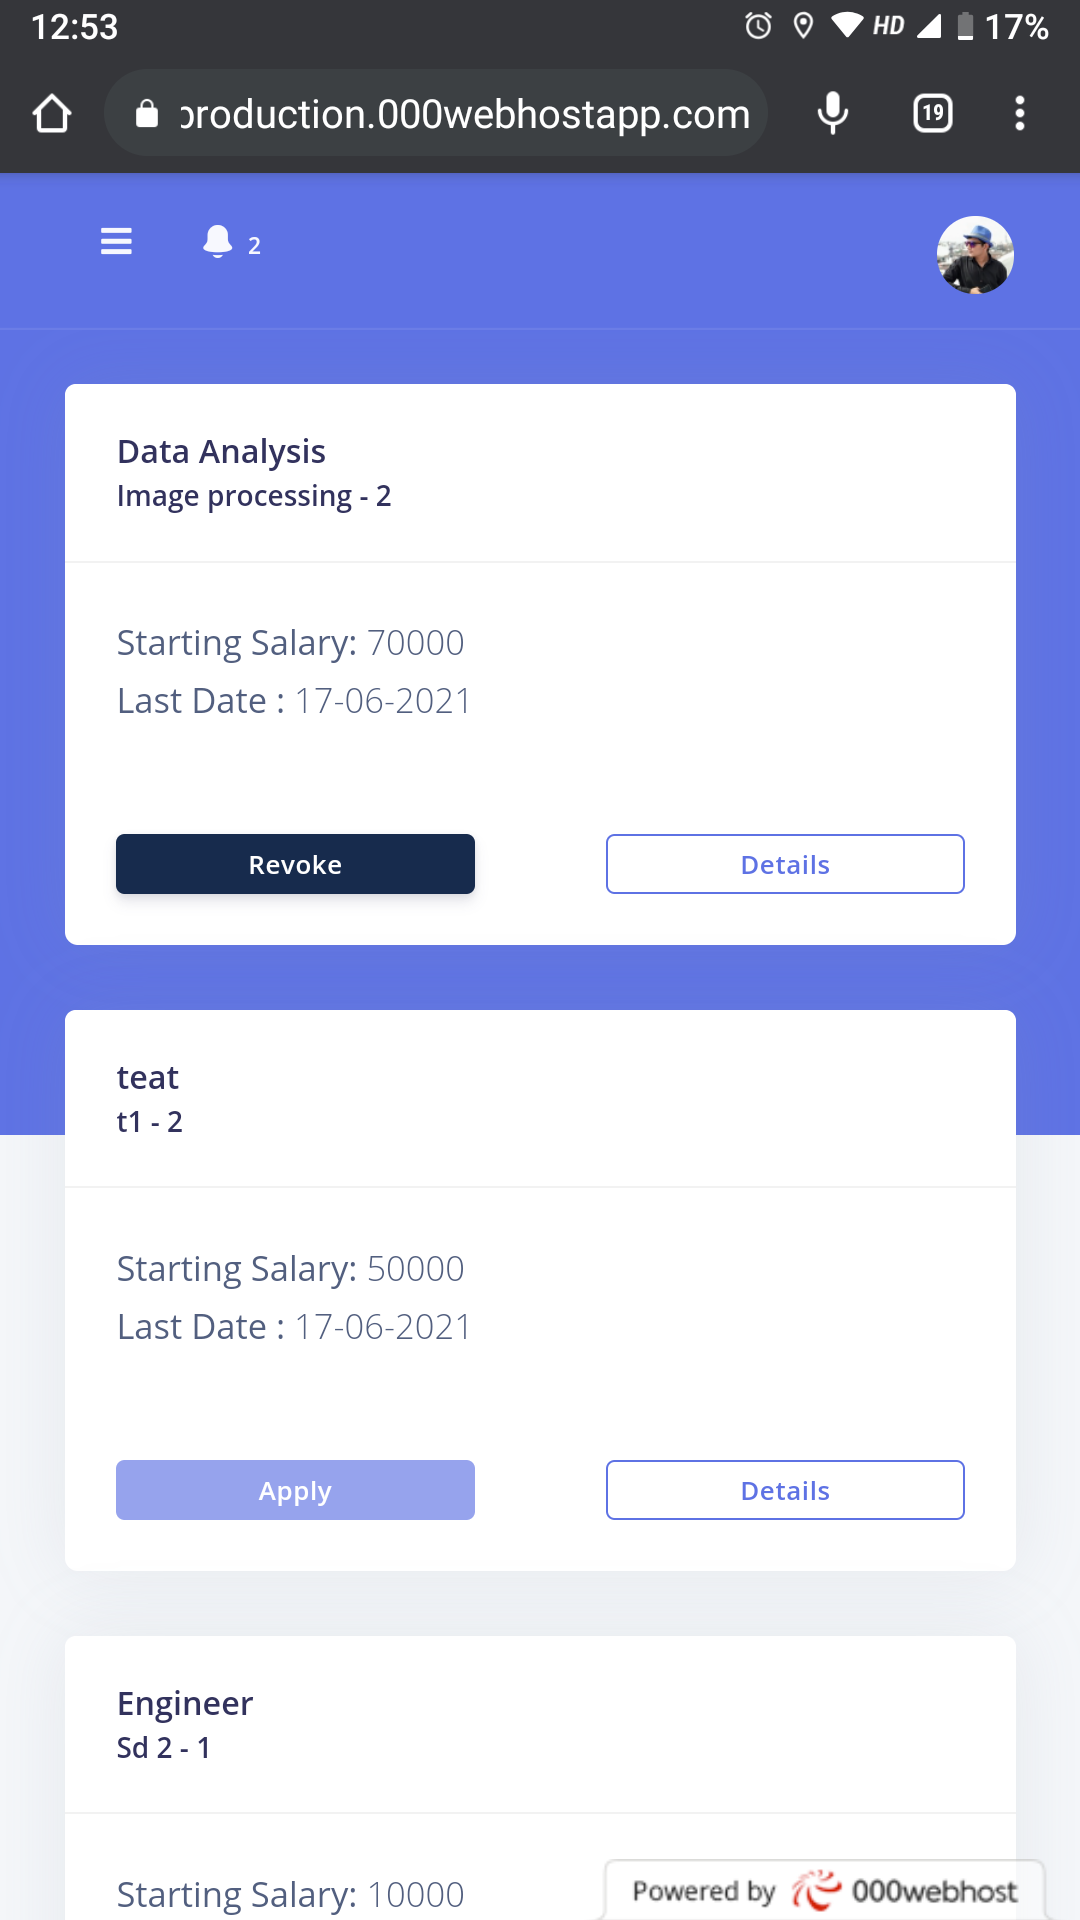 12:53 HD 17%
production.000webhostapp.com 19
2
Data Analysis
Image processing - 2
Starting Salary: 70000
Last Date : 17-06-2021
Revoke Details
teat
t1 - 2
Starting Salary: 50000
Last Date : 17-06-2021
Apply Details
Engineer
Sd 2 - 1
Starting Salary: 10000
Powered by 000webhost